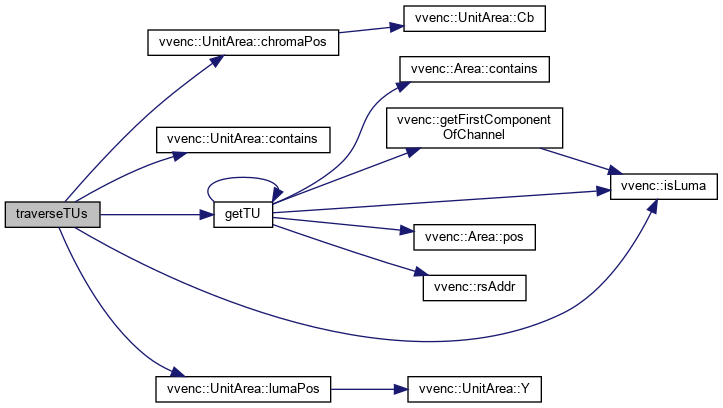 vvenc::UnitArea::Cb
vvenc::UnitArea::chromaPos
vvenc::Area::contains
vvenc::getFirstComponent
OfChannel
vvenc::UnitArea::contains
vvenc::isLuma
traverseTUs
getTU
vvenc::Area::pos
vvenc::rsAddr
vvenc::UnitArea::lumaPos
vvenc::UnitArea::Y